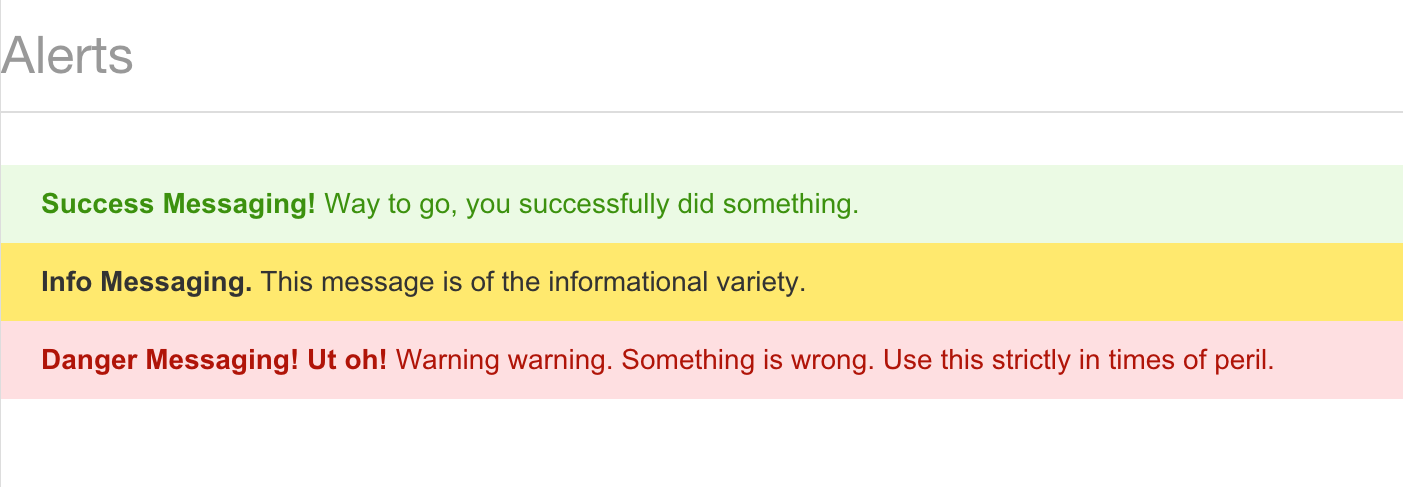 Alerts
Success Messaging! Way to go, you successfully did something.
Info Messaging. This message is of the informational variety.
Danger Messaging! Ut oh! Warning warning. Something is wrong. Use this strictly in times of peril.